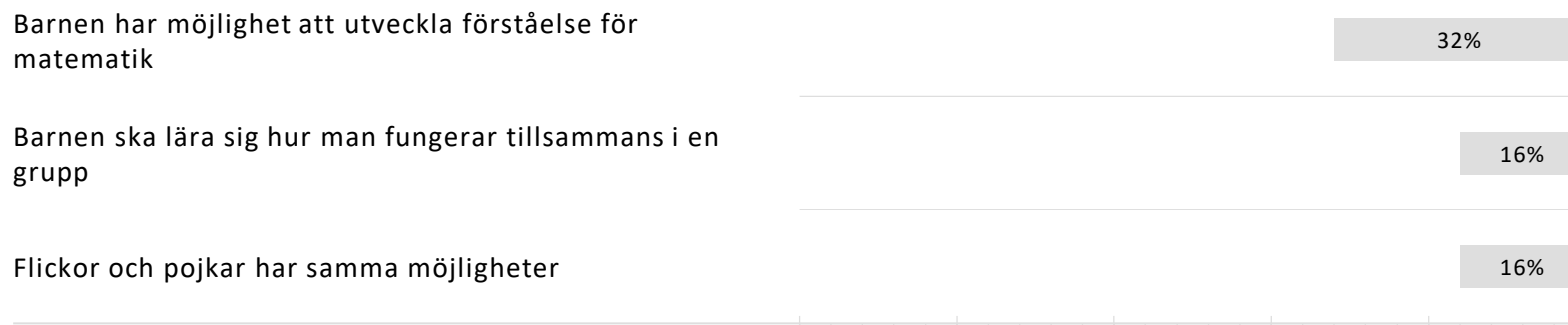 Barnen har möjlighet att utveckla förståelse för
matematik
32%
Barnen ska lära sig hur man fungerar tillsammans i en
grupp
16%
Flickor och pojkar har samma möjligheter
16%